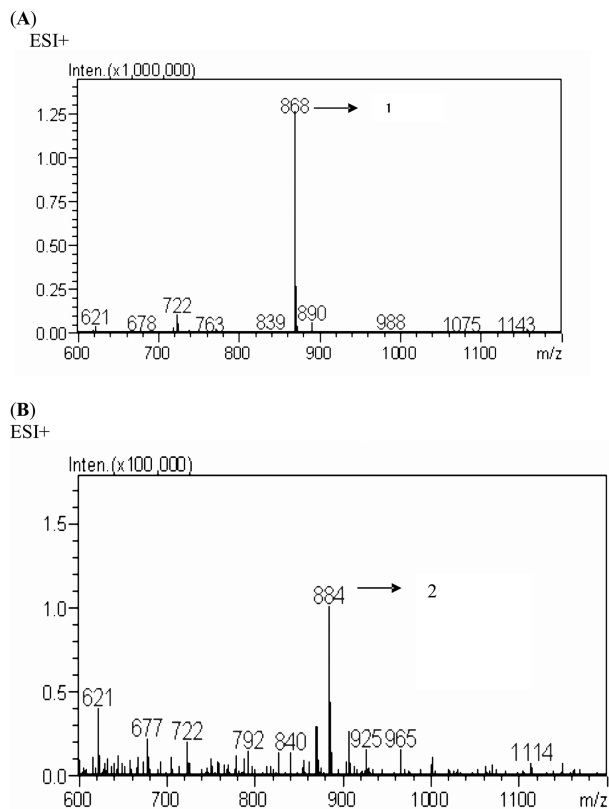 (A)
ESI+
Inten.(x1,000,000)
868 1
1.25
1.00
0.75
0.50
0.25
0.00
621 678 722 763 839 890 988 1075 1143
600 700 800 900 1000 1100 m/z
(B)
ESI+
Inten.(x100,000)
1.5
884 2
1.0
0.5
0.0
621 677 722 792 840 925 965 1114
600 700 800 900 1000 1100 m/z